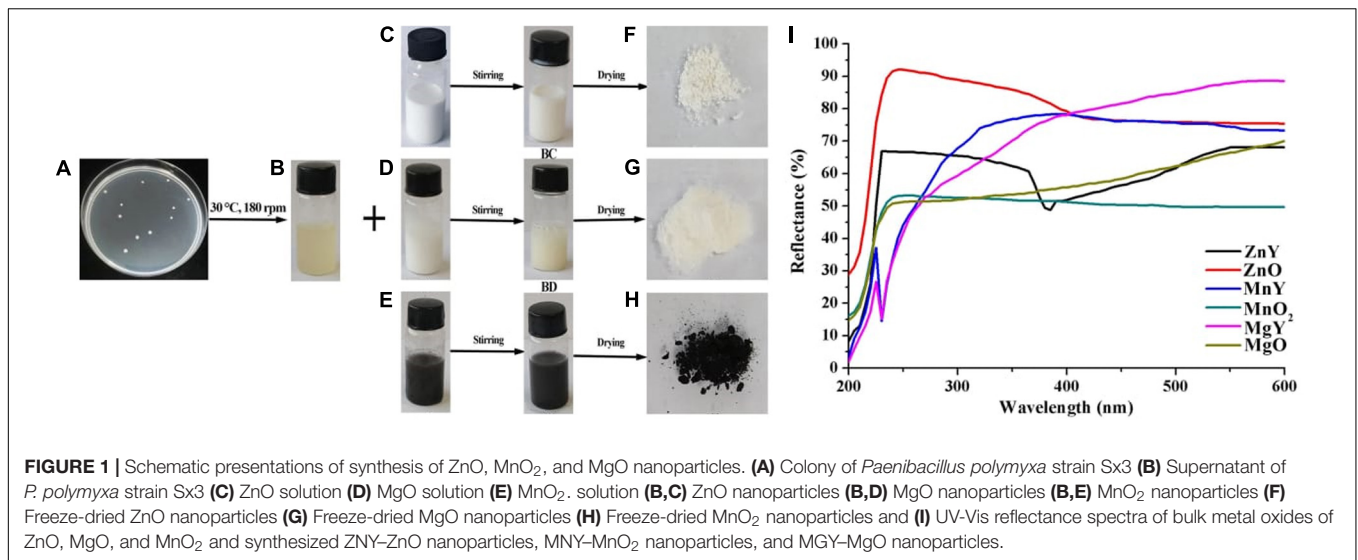 C
F
I
Stirring
Drying
BC
A
B
D
G
30 °C, 180 rpm
+
Stirring
Drying
BD
E
H
Stirring
Drying
100
90
80
70
60
50
40
30
20
10
0
Reflectance (%)
200
300
400
500
600
Wavelength (nm)
ZnY
ZnO
MnY
MnO₂
MgY
MgO
FIGURE 1 | Schematic presentations of synthesis of ZnO, MnO₂, and MgO nanoparticles. (A) Colony of Paenibacillus polymyxa strain Sx3 (B) Supernatant of
P. polymyxa strain Sx3 (C) ZnO solution (D) MgO solution (E) MnO₂. solution (B,C) ZnO nanoparticles (B,D) MgO nanoparticles (B,E) MnO₂ nanoparticles (F)
Freeze-dried ZnO nanoparticles (G) Freeze-dried MgO nanoparticles (H) Freeze-dried MnO₂ nanoparticles and (I) UV-Vis reflectance spectra of bulk metal oxides of
ZnO, MgO, and MnO₂ and synthesized ZNY–ZnO nanoparticles, MNY–MnO₂ nanoparticles, and MGY–MgO nanoparticles.